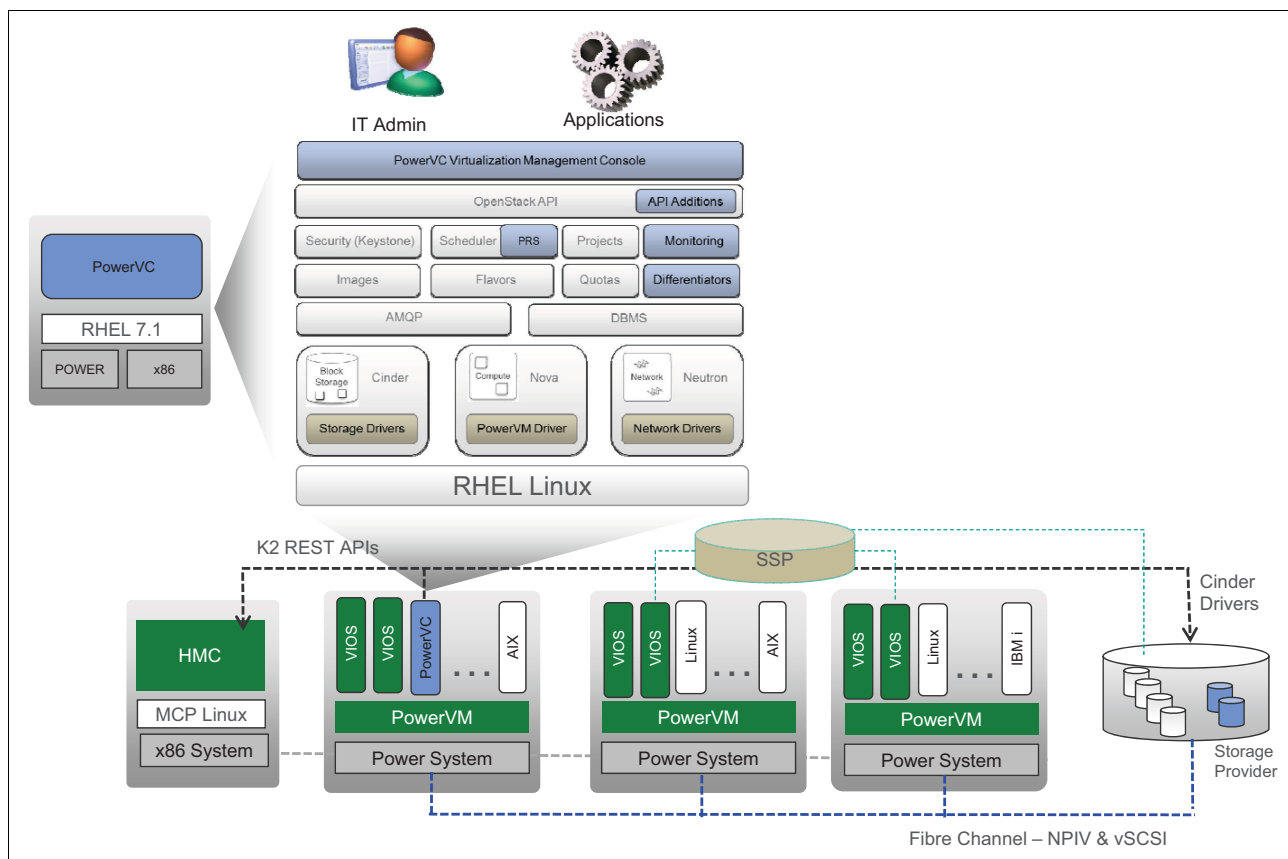 IT Admin
Applications
PowerVC Virtualization Management Console
OpenStack API
API Additions
Security (Keystone)
Scheduler
PRS
Projects
Monitoring
Images
Flavors
Quotas
Differentiators
AMQP
DBMS
Block
Storage
Cinder
Storage Drivers
Compute
Nova
PowerVM Driver
Network
Neutron
Network Drivers
RHEL Linux
PowerVC
RHEL 7.1
POWER
x86
K2 REST APIs
SSP
Cinder
Drivers
HMC
MCP Linux
x86 System
VIOS
VIOS
PowerVC
...
AIX
PowerVM
Power System
VIOS
VIOS
Linux
...
AIX
PowerVM
Power System
VIOS
VIOS
Linux
...
IBM i
PowerVM
Power System
Storage
Provider
Fibre Channel – NPIV & vSCSI